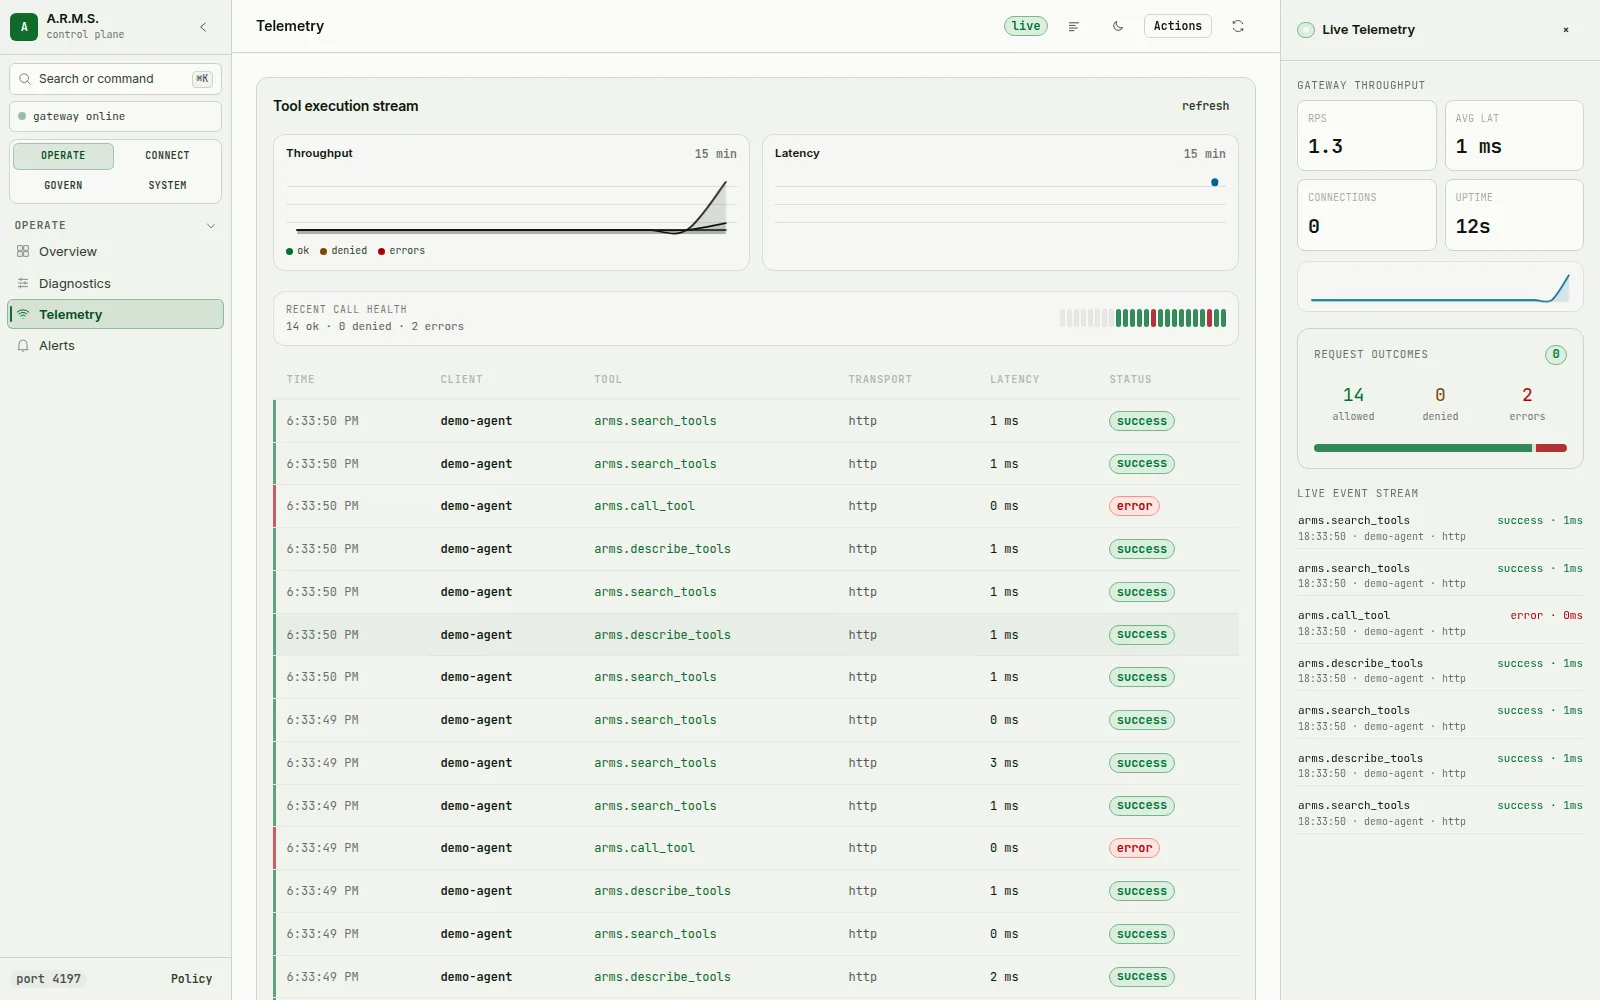 A
A.R.M.S.
control plane
Search or command ⌘K
gateway online
OPERATE CONNECT
GOVERN SYSTEM
OPERATE
Overview
Diagnostics
Telemetry
Alerts
port 4197 Policy
Telemetry
live
Actions
Tool execution stream
refresh
Throughput 15 min
ok denied errors
Latency 15 min
RECENT CALL HEALTH
14 ok · 0 denied · 2 errors
TIME CLIENT TOOL TRANSPORT LATENCY STATUS
6:33:50 PM demo-agent arms.search_tools http 1 ms success
6:33:50 PM demo-agent arms.search_tools http 1 ms success
6:33:50 PM demo-agent arms.call_tool http 0 ms error
6:33:50 PM demo-agent arms.describe_tools http 1 ms success
6:33:50 PM demo-agent arms.search_tools http 1 ms success
6:33:50 PM demo-agent arms.describe_tools http 1 ms success
6:33:50 PM demo-agent arms.search_tools http 1 ms success
6:33:49 PM demo-agent arms.search_tools http 0 ms success
6:33:49 PM demo-agent arms.search_tools http 3 ms success
6:33:49 PM demo-agent arms.search_tools http 1 ms success
6:33:49 PM demo-agent arms.call_tool http 0 ms error
6:33:49 PM demo-agent arms.describe_tools http 1 ms success
6:33:49 PM demo-agent arms.search_tools http 0 ms success
6:33:49 PM demo-agent arms.describe_tools http 2 ms success
Live Telemetry
GATEWAY THROUGHPUT
RPS
1.3
AVG LAT
1 ms
CONNECTIONS
0
UPTIME
12s
REQUEST OUTCOMES 0
14 0 2
allowed denied errors
LIVE EVENT STREAM
arms.search_tools success · 1ms
18:33:50 · demo-agent · http
arms.search_tools success · 1ms
18:33:50 · demo-agent · http
arms.call_tool error · 0ms
18:33:50 · demo-agent · http
arms.describe_tools success · 1ms
18:33:50 · demo-agent · http
arms.search_tools success · 1ms
18:33:50 · demo-agent · http
arms.describe_tools success · 1ms
18:33:50 · demo-agent · http
arms.search_tools success · 1ms
18:33:50 · demo-agent · http